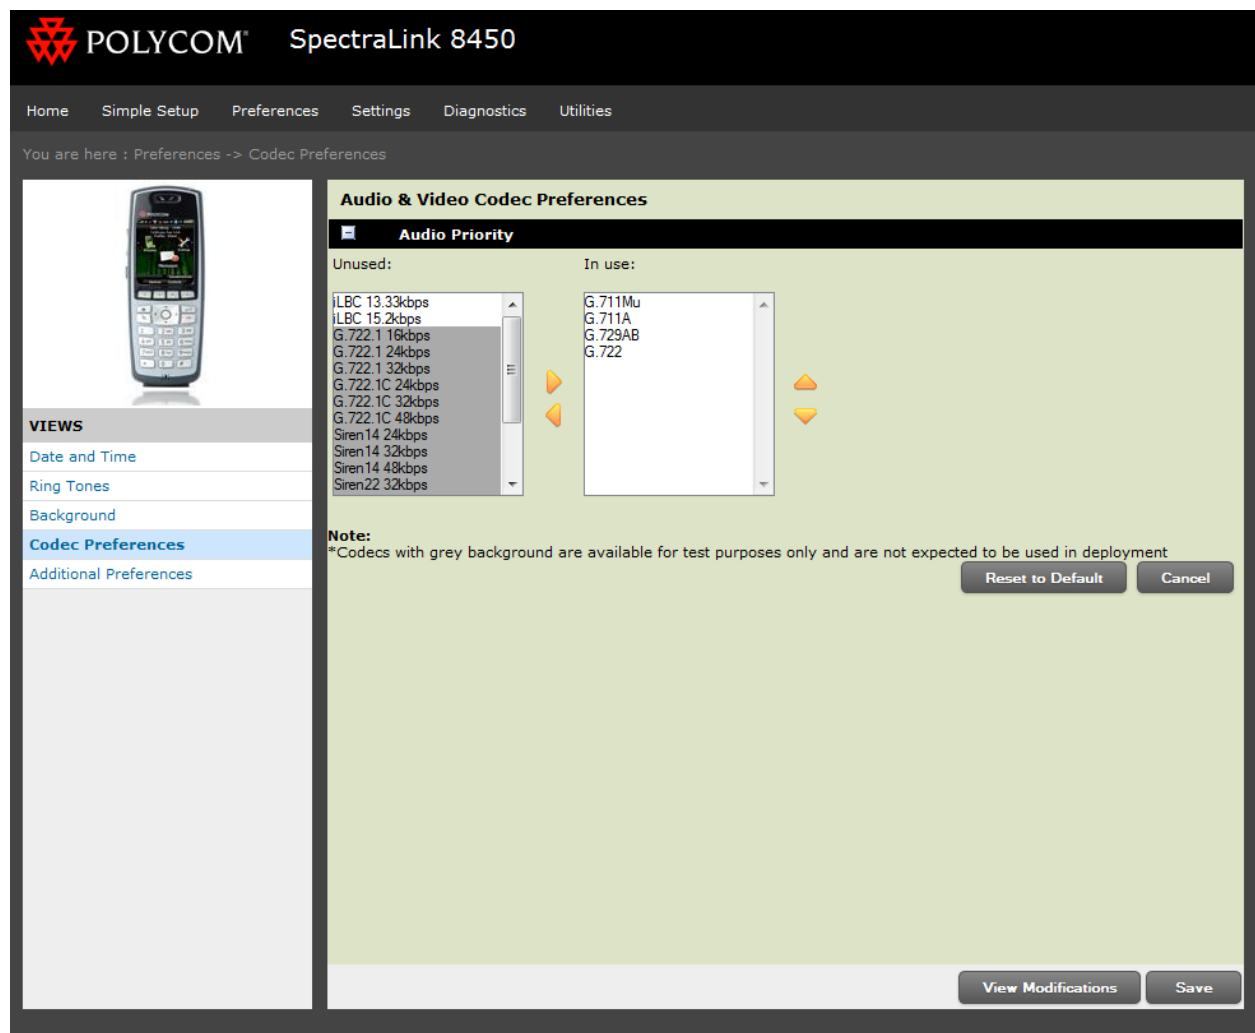 POLYCOM® SpectraLink 8450
Home Simple Setup Preferences Settings Diagnostics Utilities
You are here : Preferences -> Codec Preferences
VIEWS
Date and Time
Ring Tones
Background
Codec Preferences
Additional Preferences
Audio & Video Codec Preferences
Audio Priority
Unused:
iLBC 13.33kbps
iLBC 15.2kbps
G.722.1 16kbps
G.722.1 24kbps
G.722.1 32kbps
G.722.1C 24kbps
G.722.1C 32kbps
G.722.1C 48kbps
Siren14 24kbps
Siren14 32kbps
Siren14 48kbps
Siren22 32kbps
In use:
G.711Mu
G.711A
G.729AB
G.722
Note:
*Codecs with grey background are available for test purposes only and are not expected to be used in deployment
Reset to Default Cancel
View Modifications Save